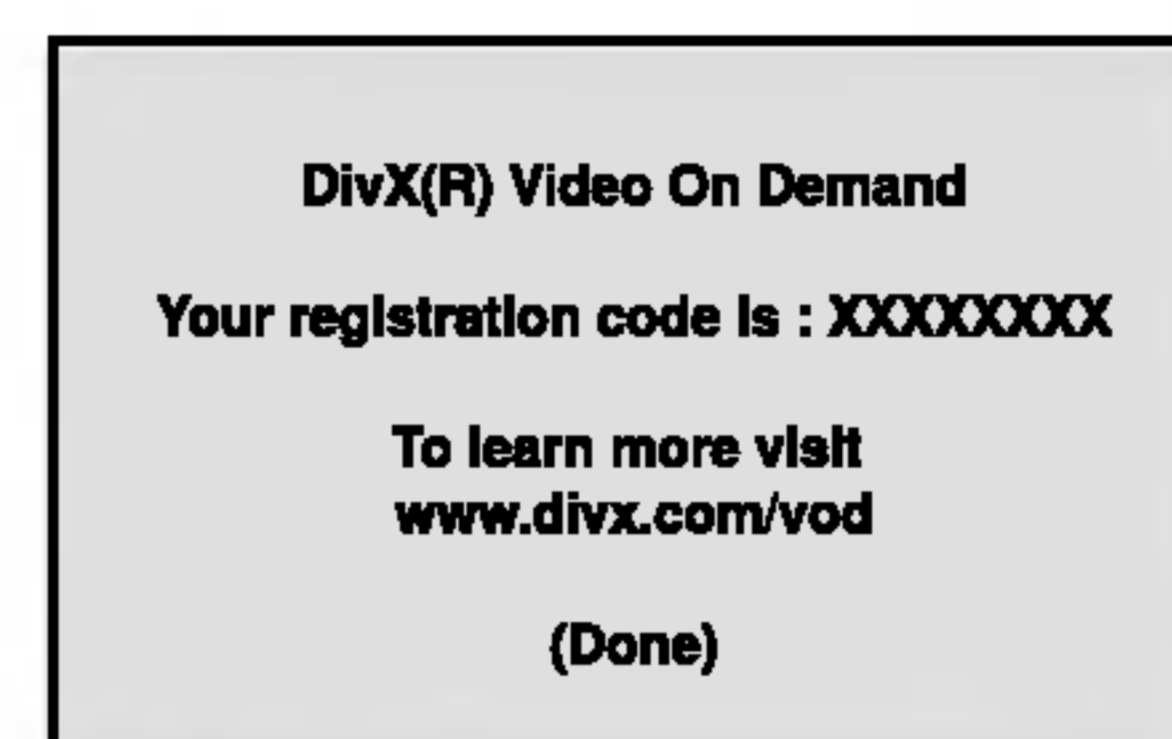 DivX(R) Video On Demand
Your registration code is : XXXXXXXX
To learn more visit
www.divx.com/vod
(Done)